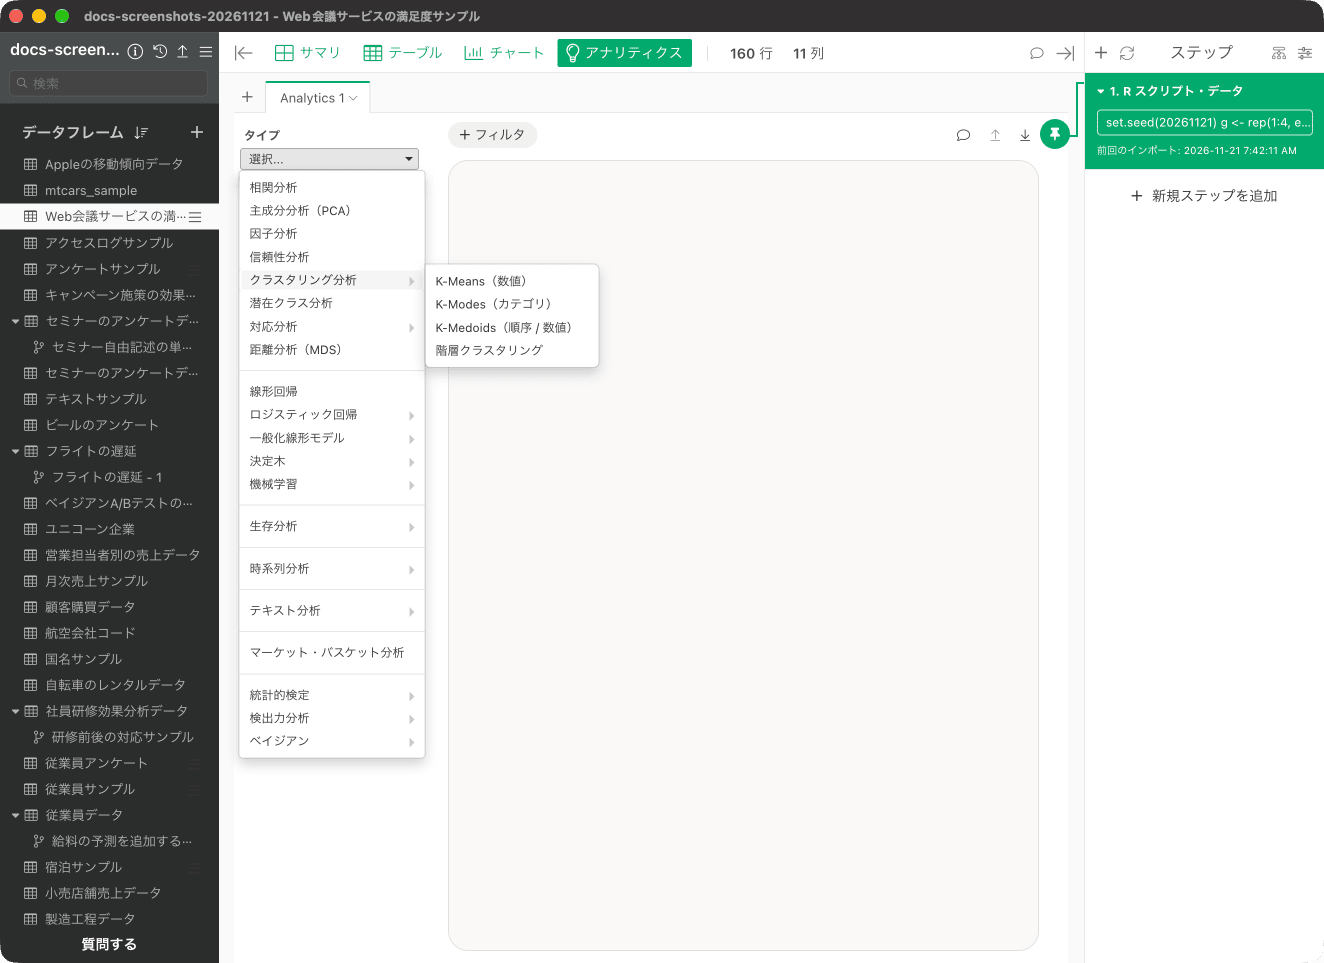 docs-screenshots-20261121 - Web会議サービスの満足度サンプル
docs-screen...
検索
データフレーム
Appleの移動傾向データ
mtcars_sample
Web会議サービスの満…
アクセスログサンプル
アンケートサンプル
キャンペーン施策の効果…
セミナーのアンケートデ…
セミナー自由記述の単…
セミナーのアンケートデ…
テキストサンプル
ビールのアンケート
フライトの遅延
フライトの遅延 - 1
ベイジアンA/Bテストの…
ユニコーン企業
営業担当者別の売上データ
月次売上サンプル
顧客購買データ
航空会社コード
国名サンプル
自転車のレンタルデータ
社員研修効果分析データ
研修前後の対応サンプル
従業員アンケート
従業員サンプル
従業員データ
給料の予測を追加する…
宿泊サンプル
小売店舗売上データ
製造工程データ
質問する
サマリ テーブル チャート アナリティクス 160 行 11 列
Analytics 1
タイプ
選択...
フィルタ
相関分析
主成分分析（PCA）
因子分析
信頼性分析
クラスタリング分析
潜在クラス分析
対応分析
距離分析（MDS）
線形回帰
ロジスティック回帰
一般化線形モデル
決定木
機械学習
生存分析
時系列分析
テキスト分析
マーケット・バスケット分析
統計的検定
検出力分析
ベイジアン
K-Means（数値）
K-Modes（カテゴリ）
K-Medoids（順序 / 数値）
階層クラスタリング
ステップ
1. R スクリプト・データ
set.seed(20261121) g <- rep(1:4, e...
前回のインポート: 2026-11-21 7:42:11 AM
新規ステップを追加